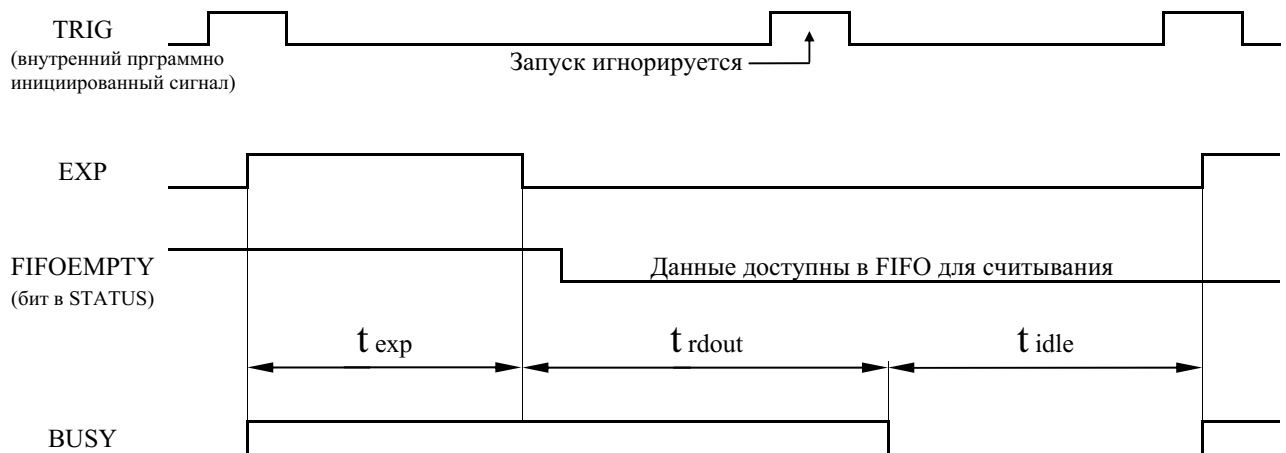 TRIG
(внутренний прграммно
инициированный сигнал)
Запуск игнорируется
EXP
FIFOEMPTY
(бит в STATUS)
Данные доступны в FIFO для считывания
t exp
t rdout
t idle
BUSY